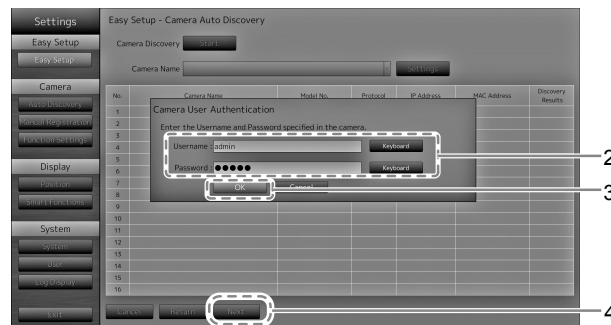 Settings
Easy Setup
Easy Setup
Camera
Auto Discovery
Manual Registration
Function Settings
Display
Position
Smart Functions
System
System
User
Log Display
Exit
Easy Setup - Camera Auto Discovery
Camera Discovery Start
Camera Name Settings
No. Camera Name Model No. Protocol IP Address MAC Address Discovery Results
1
2
3
4
5
6
7
8
9
10
11
12
13
14
15
16
Camera User Authentication
Enter the Username and Password specified in the camera.
Username : admin Keyboard
Password : ●●●●● Keyboard
OK Cancel
Cancel Return Next
2
3
4